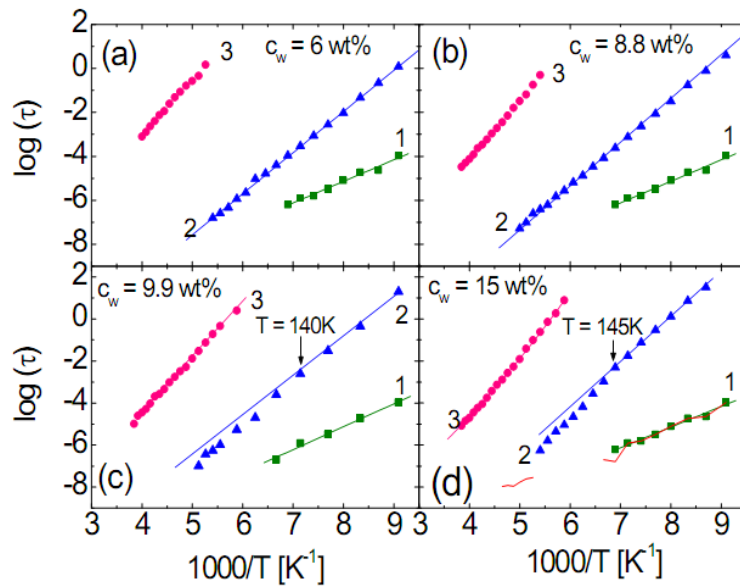 2
0
-2
-4
-6
-8
log (τ)
(a)
3
c_w = 6 wt%
1
2
(b)
3
c_w = 8.8 wt%
1
2
2
0
-2
-4
-6
-8
log (τ)
c_w = 9.9 wt%
3
2
T = 140K
1
(c)
c_w = 15 wt%
T = 145K
3
1
2
(d)
3 4 5 6 7 8 9 3 4 5 6 7 8 9
1000/T [K⁻¹] 1000/T [K⁻¹]